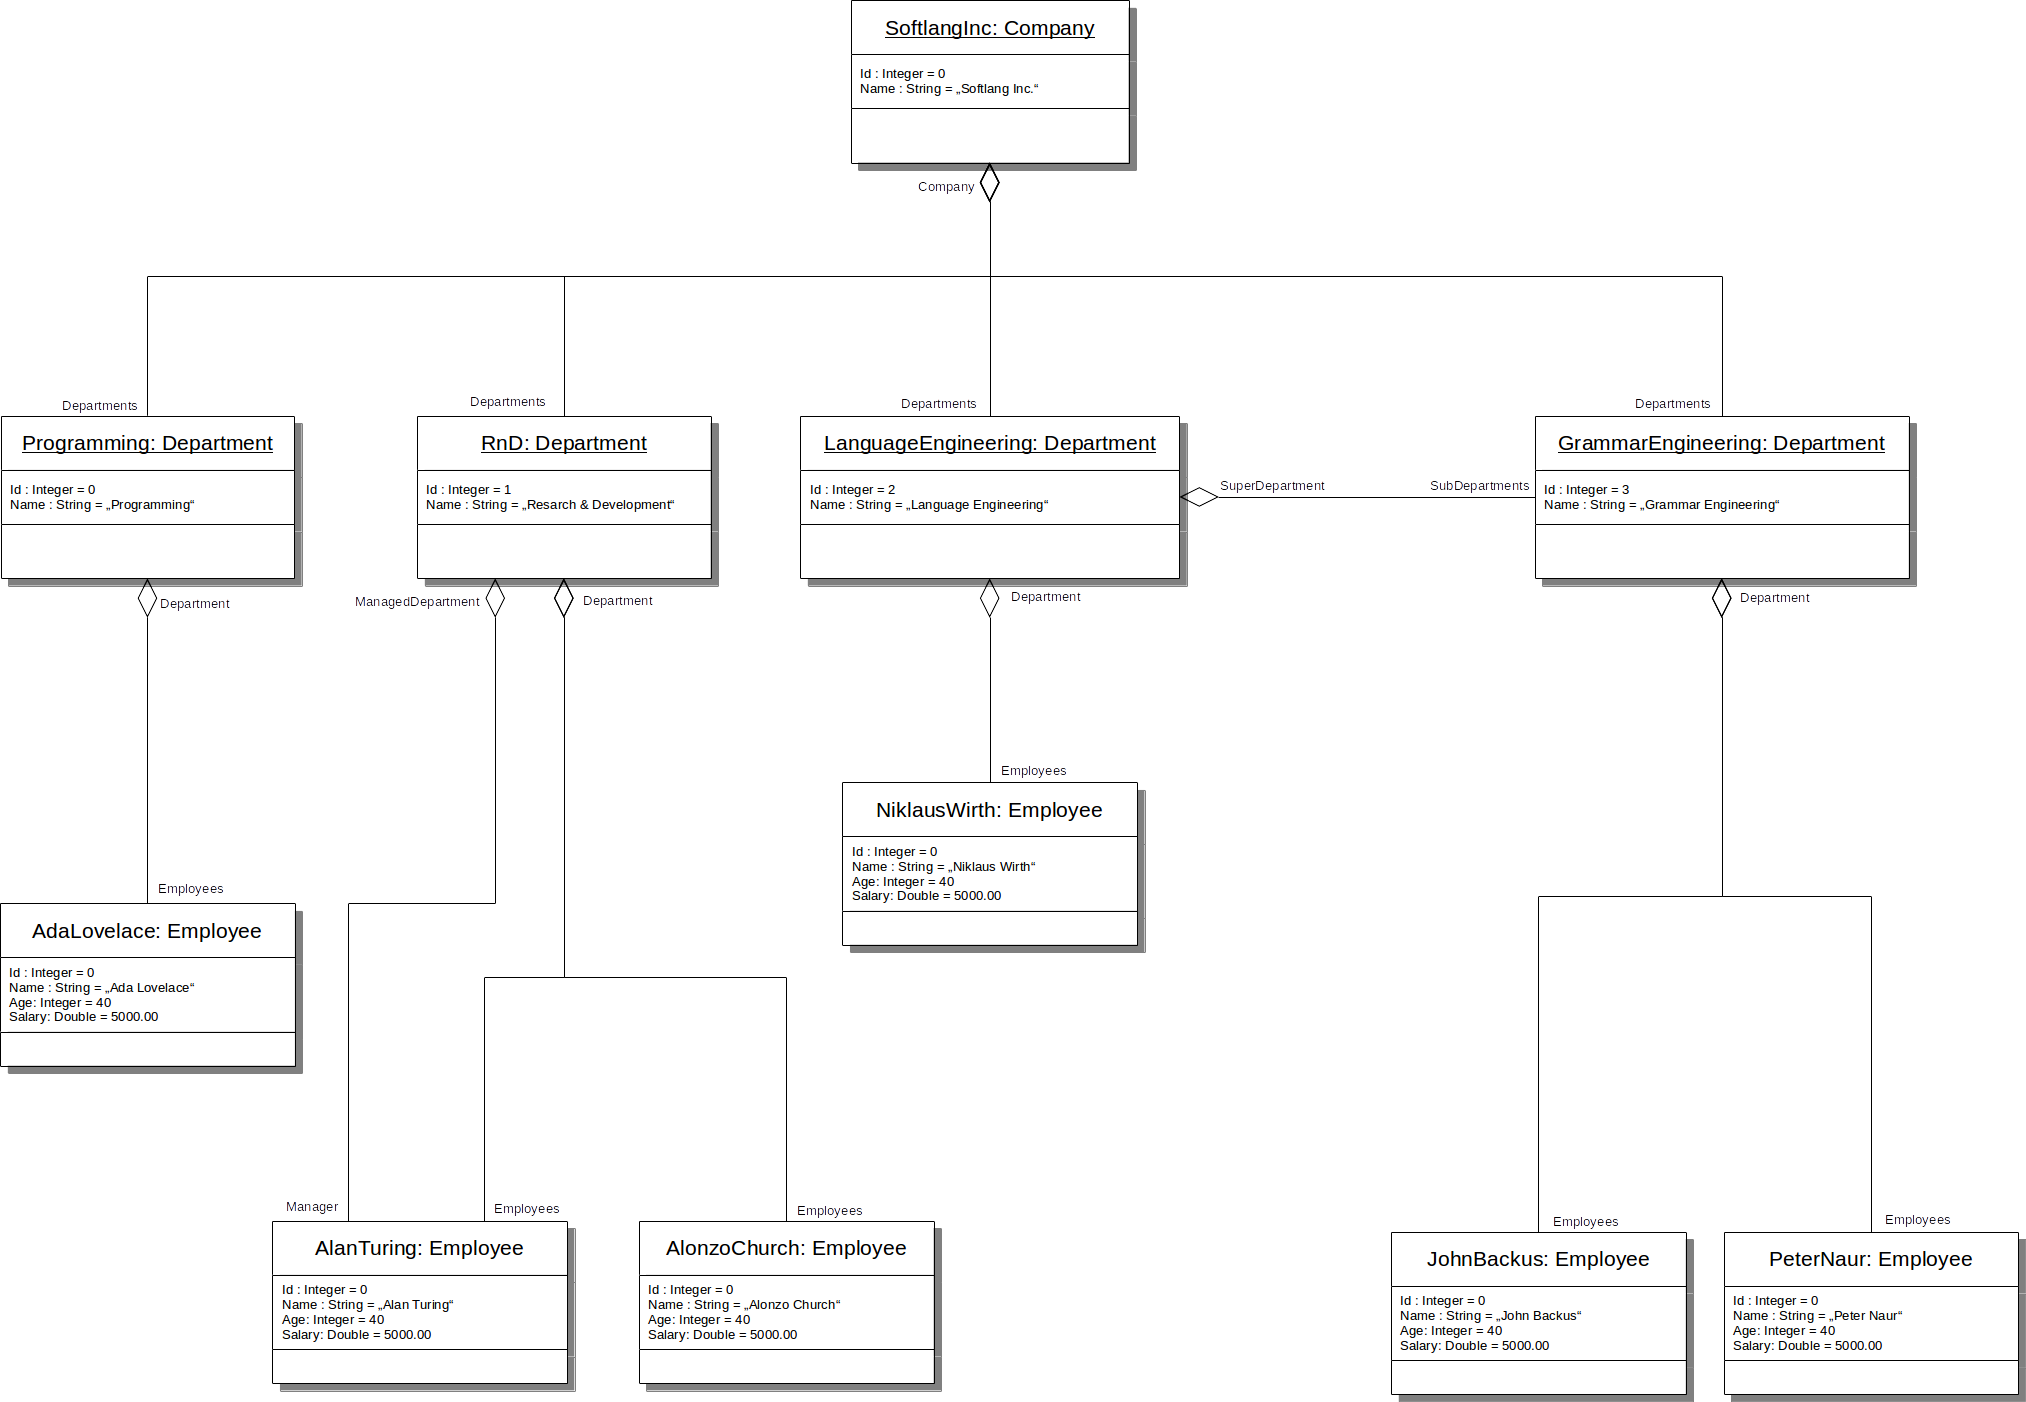 SoftlangInc: Company
Id : Integer = 0
Name : String = „Softlang Inc.“
Company
Departments
Departments
Departments
Departments
Programming: Department
Id : Integer = 0
Name : String = „Programming“
RnD: Department
Id : Integer = 1
Name : String = „Resarch & Development“
LanguageEngineering: Department
Id : Integer = 2
Name : String = „Language Engineering“
SuperDepartment
SubDepartments
GrammarEngineering: Department
Id : Integer = 3
Name : String = „Grammar Engineering“
Department
ManagedDepartment
Department
Department
Department
Employees
NiklausWirth: Employee
Id : Integer = 0
Name : String = „Niklaus Wirth“
Age: Integer = 40
Salary: Double = 5000.00
Employees
AdaLovelace: Employee
Id : Integer = 0
Name : String = „Ada Lovelace“
Age: Integer = 40
Salary: Double = 5000.00
Manager
Employees
Employees
Employees
Employees
AlanTuring: Employee
Id : Integer = 0
Name : String = „Alan Turing“
Age: Integer = 40
Salary: Double = 5000.00
AlonzoChurch: Employee
Id : Integer = 0
Name : String = „Alonzo Church“
Age: Integer = 40
Salary: Double = 5000.00
JohnBackus: Employee
Id : Integer = 0
Name : String = „John Backus“
Age: Integer = 40
Salary: Double = 5000.00
PeterNaur: Employee
Id : Integer = 0
Name : String = „Peter Naur“
Age: Integer = 40
Salary: Double = 5000.00